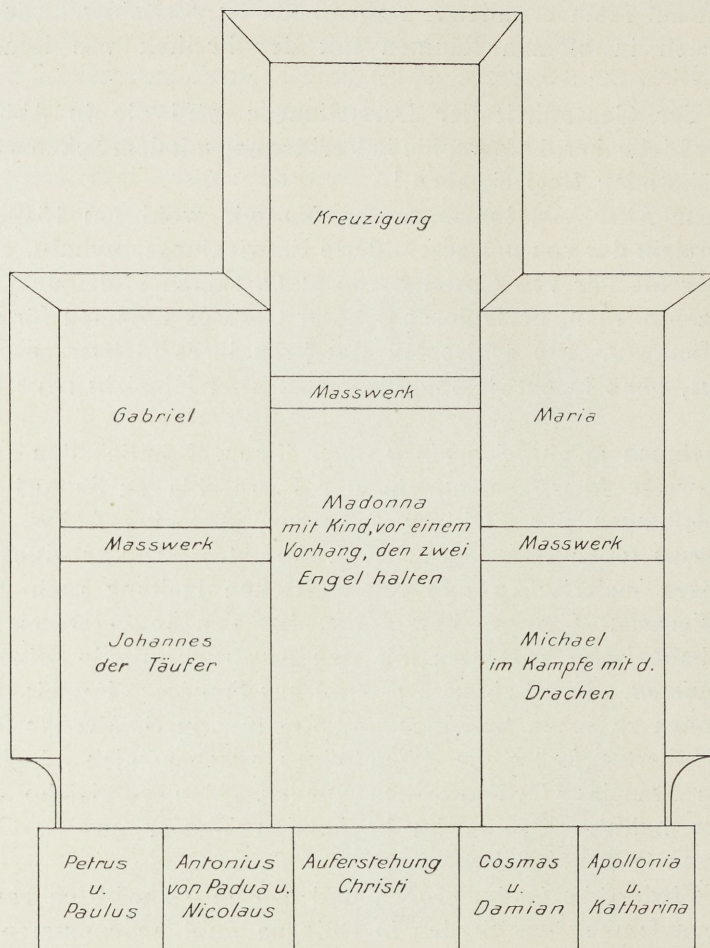 Kreuzigung
Masswerk
Gabriel
Maria
Madonna
mit Kind, vor einem
Vorhang, den zwei
Engel halten
Masswerk
Masswerk
Johannes
der Täufer
Michael
im Kampfe mit d.
Drachen
Petrus
u.
Paulus
Antonius
von Padua u.
Nicolaus
Auferstehung
Christi
Cosmas
u.
Damian
Apollonia
u.
Katharina